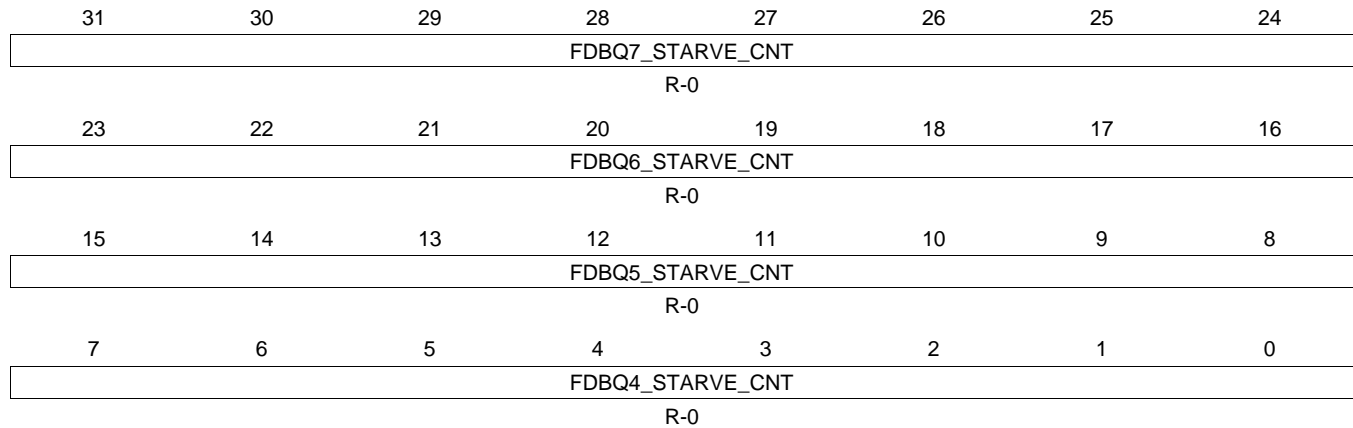 31 30 29 28 27 26 25 24
FDBQ7_STARVE_CNT
R-0
23 22 21 20 19 18 17 16
FDBQ6_STARVE_CNT
R-0
15 14 13 12 11 10 9 8
FDBQ5_STARVE_CNT
R-0
7 6 5 4 3 2 1 0
FDBQ4_STARVE_CNT
R-0